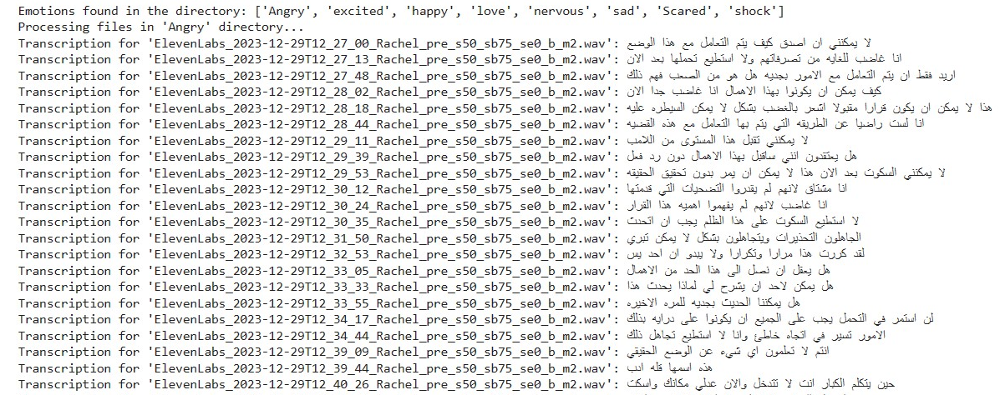 Emotions found in the directory: ['Angry', 'excited', 'happy', 'love', 'nervous', 'sad', 'Scared', 'shock']
Processing files in 'Angry' directory...
Transcription for 'ElevenLabs_2023-12-29T12_27_00_Rachel_pre_s50_sb75_se0_b_m2.wav': لا يمكنني ان اصدق كيف يتم التعامل مع هذا الوضع
Transcription for 'ElevenLabs_2023-12-29T12_27_13_Rachel_pre_s50_sb75_se0_b_m2.wav': انا غاضب للغايه من تصرفاتهم ولا استطيع تحملها بعد الان
Transcription for 'ElevenLabs_2023-12-29T12_27_48_Rachel_pre_s50_sb75_se0_b_m2.wav': اريد فقط ان يتم التعامل مع الامور بجديه هل هو من الصعب فهم ذلك
Transcription for 'ElevenLabs_2023-12-29T12_28_02_Rachel_pre_s50_sb75_se0_b_m2.wav': كيف يمكن ان يكونوا بهذا الاهمال انا غاضب جدا الان
Transcription for 'ElevenLabs_2023-12-29T12_28_18_Rachel_pre_s50_sb75_se0_b_m2.wav': هذا لا يمكن ان يكون قرارا مقبولا اشعر بالغضب بشكل لا يمكن السيطره عليه
Transcription for 'ElevenLabs_2023-12-29T12_28_44_Rachel_pre_s50_sb75_se0_b_m2.wav': انا لست راضيا عن الطريقه التي يتم بها التعامل مع هذه القضيه
Transcription for 'ElevenLabs_2023-12-29T12_29_11_Rachel_pre_s50_sb75_se0_b_m2.wav': لا يمكنني تقبل هذا المستوى من اللامب
Transcription for 'ElevenLabs_2023-12-29T12_29_39_Rachel_pre_s50_sb75_se0_b_m2.wav': هل يعتقدون انني ساقبل بهذا الاهمال دون رد فعل
Transcription for 'ElevenLabs_2023-12-29T12_29_53_Rachel_pre_s50_sb75_se0_b_m2.wav': لا يمكنني السكوت بعد الان هذا لا يمكن ان يمر بدون تحقيق الحقيقه
Transcription for 'ElevenLabs_2023-12-29T12_30_12_Rachel_pre_s50_sb75_se0_b_m2.wav': انا مشتاق لانهم لم يقدروا التضحيات التي قدمتها
Transcription for 'ElevenLabs_2023-12-29T12_30_24_Rachel_pre_s50_sb75_se0_b_m2.wav': انا غاضب لانهم لم يفهموا اهميه هذا القرار
Transcription for 'ElevenLabs_2023-12-29T12_30_35_Rachel_pre_s50_sb75_se0_b_m2.wav': لا استطيع السكوت على هذا الظلم يجب ان اتحدث
Transcription for 'ElevenLabs_2023-12-29T12_31_50_Rachel_pre_s50_sb75_se0_b_m2.wav': الجاهلون التحذيرات ويتجاهلون بشكل لا يمكن تبري
Transcription for 'ElevenLabs_2023-12-29T12_32_53_Rachel_pre_s50_sb75_se0_b_m2.wav': لقد كررت هذا مرارا وتكرارا ولا يبدو ان احد يس
Transcription for 'ElevenLabs_2023-12-29T12_33_05_Rachel_pre_s50_sb75_se0_b_m2.wav': هل يعقل ان نصل الى هذا الحد من الاهمال
Transcription for 'ElevenLabs_2023-12-29T12_33_33_Rachel_pre_s50_sb75_se0_b_m2.wav': هل يمكن لاحد ان يشرح لي لماذا يحدث هذا
Transcription for 'ElevenLabs_2023-12-29T12_33_55_Rachel_pre_s50_sb75_se0_b_m2.wav': هل يمكننا الحديث بجديه للمره الاخيره
Transcription for 'ElevenLabs_2023-12-29T12_34_17_Rachel_pre_s50_sb75_se0_b_m2.wav': لن استمر في التحمل يجب على الجميع ان يكونوا على درايه بذلك
Transcription for 'ElevenLabs_2023-12-29T12_34_44_Rachel_pre_s50_sb75_se0_b_m2.wav': الامور تسير في اتجاه خاطئ وانا لا استطيع تجاهل ذلك
Transcription for 'ElevenLabs_2023-12-29T12_39_09_Rachel_pre_s50_sb75_se0_b_m2.wav': انتم لا تعلمون اي شيء عن الوضع الحقيقي
Transcription for 'ElevenLabs_2023-12-29T12_39_44_Rachel_pre_s50_sb75_se0_b_m2.wav': هذه اسمها قله ادب
Transcription for 'ElevenLabs_2023-12-29T12_40_26_Rachel_pre_s50_sb75_se0_b_m2.wav': حين يتكلم الكبار انت لا تتدخل والان عدلي مكانك واسكت